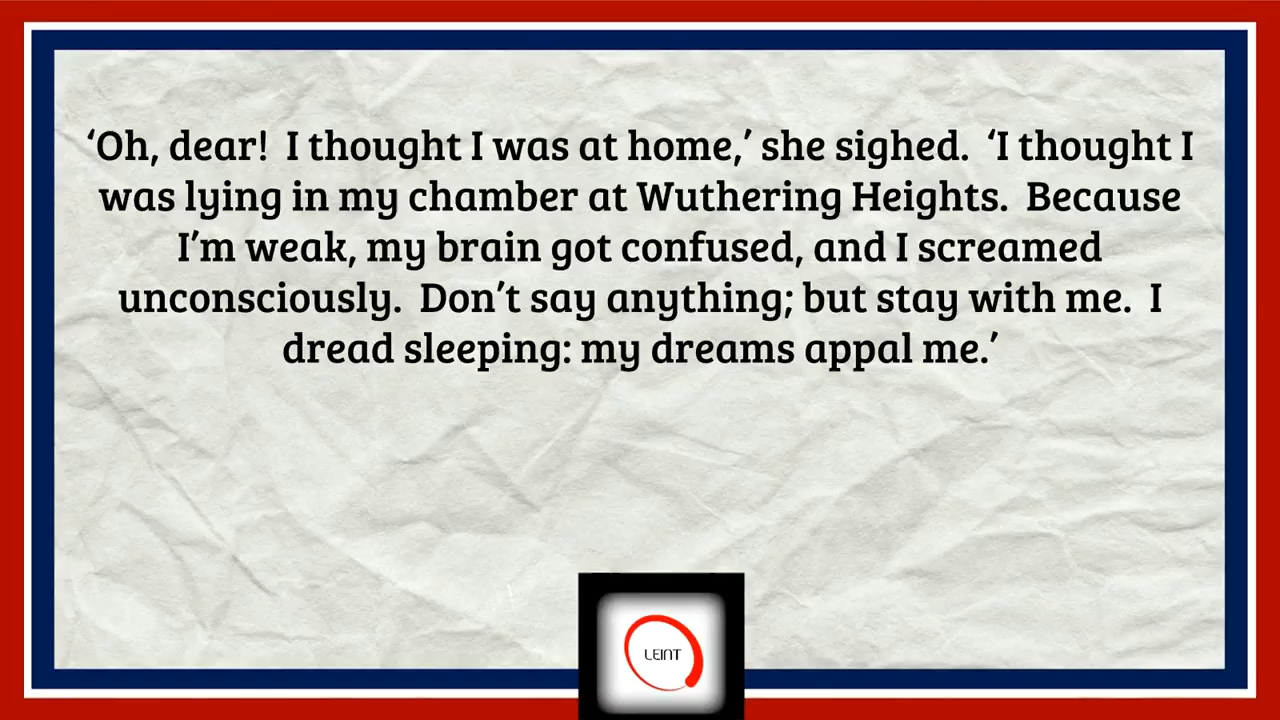 ‘Oh, dear!  I thought I was at home,’ she sighed.  ‘I thought I
was lying in my chamber at Wuthering Heights.  Because
I’m weak, my brain got confused, and I screamed
unconsciously.  Don’t say anything; but stay with me.  I
dread sleeping: my dreams appal me.’
LEINT